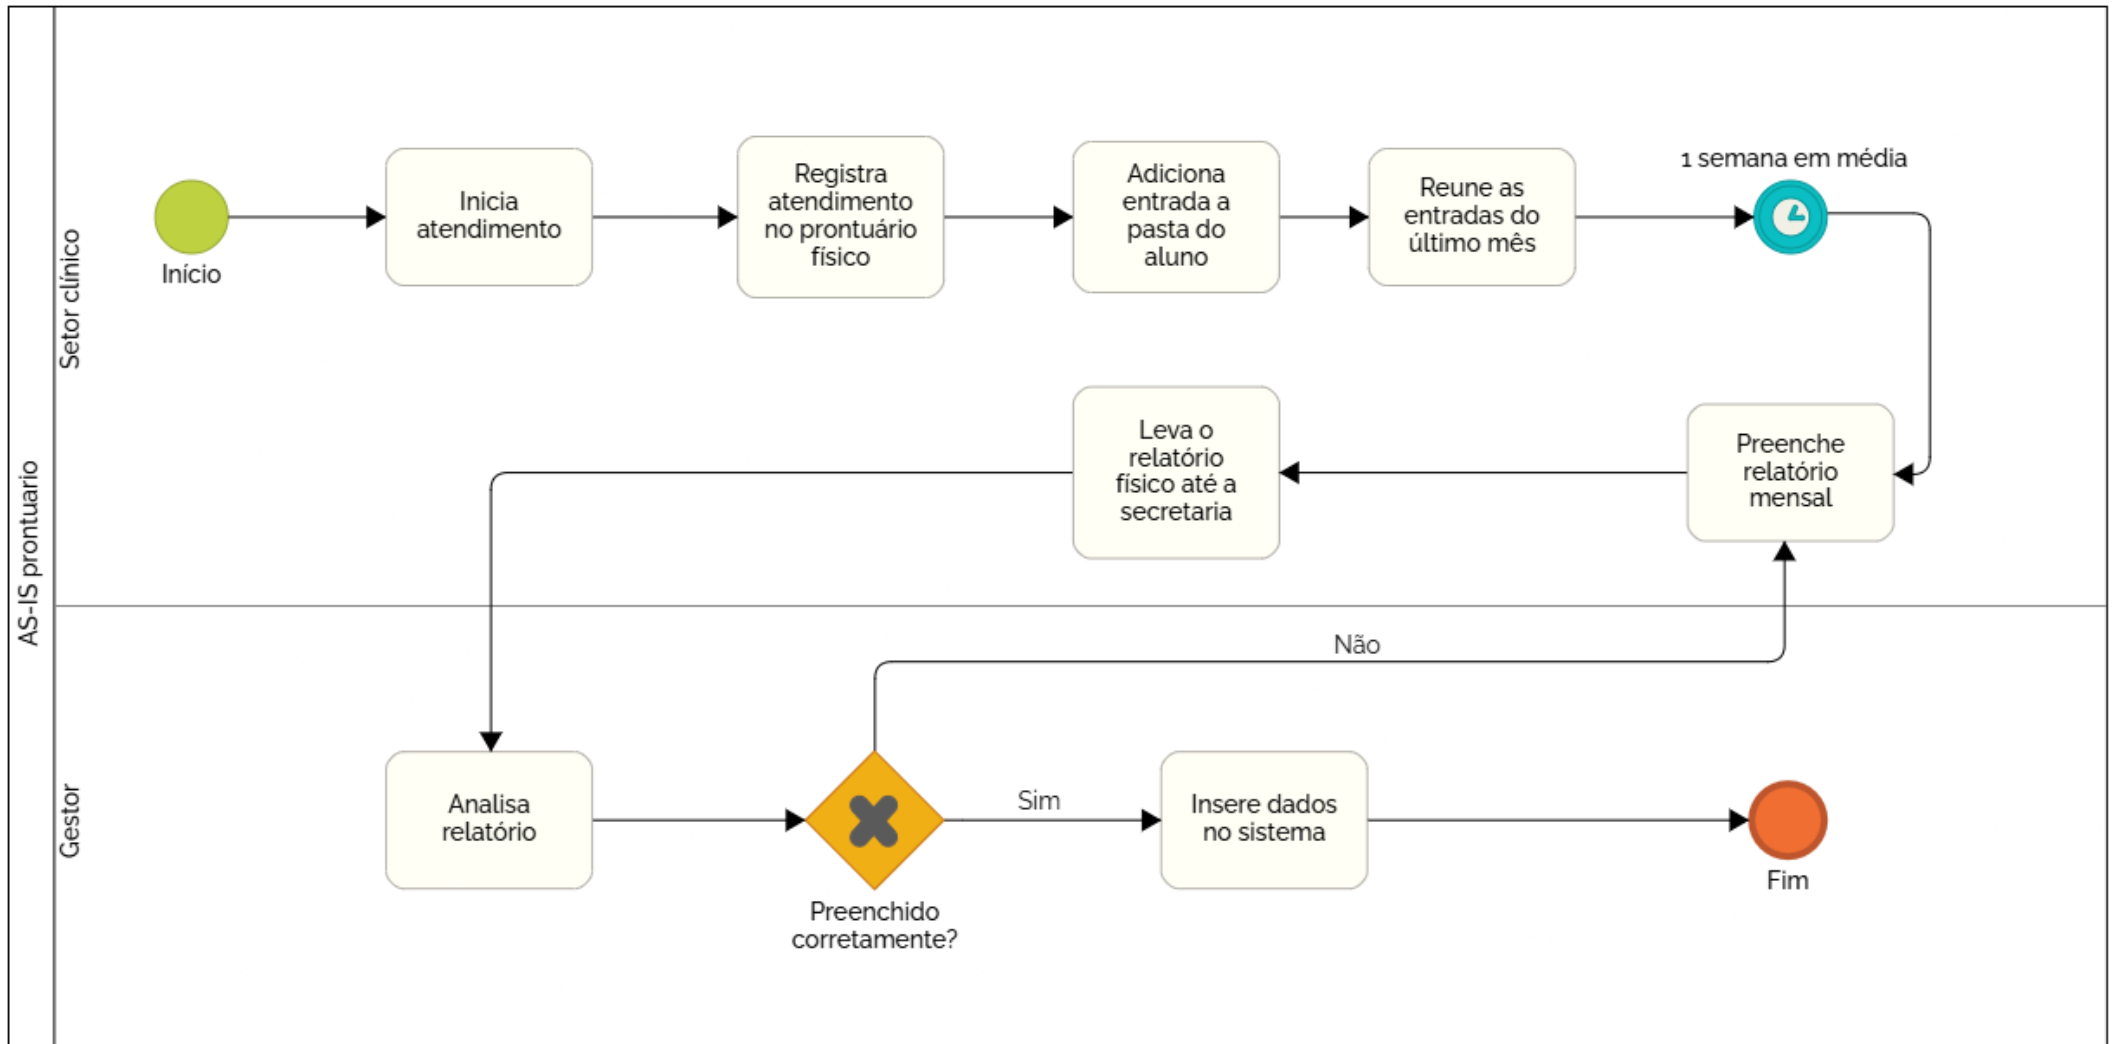 AS-IS prontuario
Setor clínico
Início
Inicia
atendimento
Registra
atendimento
no prontuário
físico
Adiciona
entrada a
pasta do
aluno
Reune as
entradas do
último mês
1 semana em média
Preenche
relatório
mensal
Leva o
relatório
físico até a
secretaria
Gestor
Analisa
relatório
Preenchido
corretamente?
Não
Sim
Insere dados
no sistema
Fim